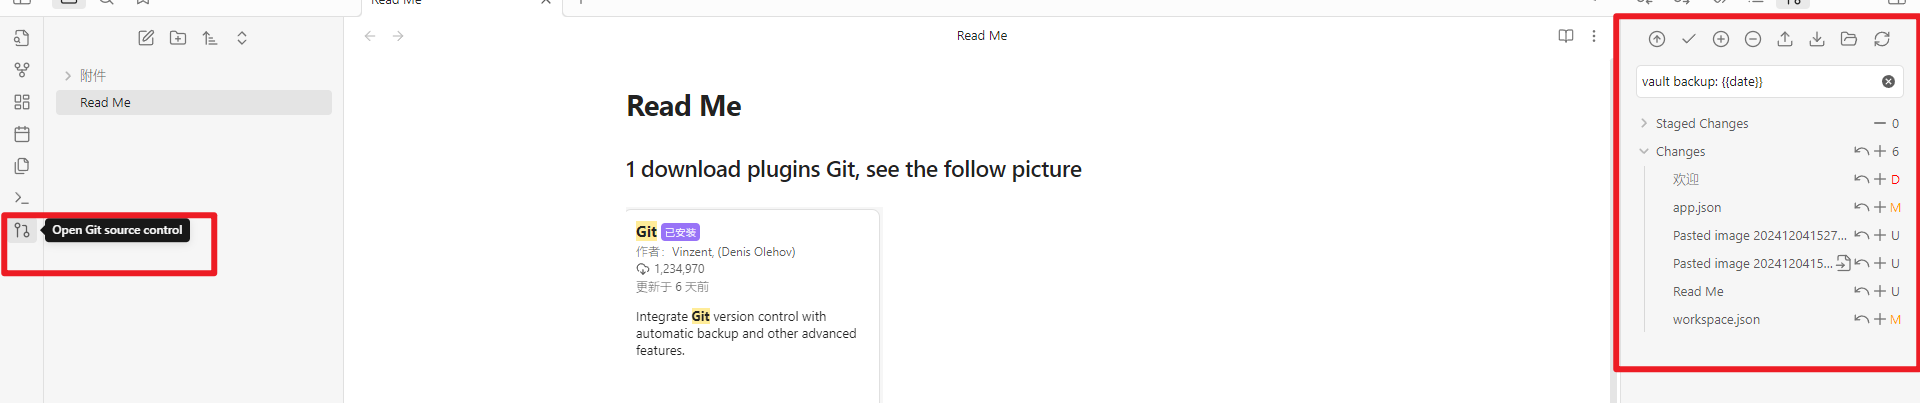 Read Me
附件
Read Me
Open Git source control
Read Me
Read Me
1 download plugins Git, see the follow picture
Git 已安装
作者：Vinzent, (Denis Olehov)
1,234,970
更新于 6 天前
Integrate Git version control with
automatic backup and other advanced
features.
vault backup: {{date}}
Staged Changes 0
Changes 6
欢迎 D
app.json M
Pasted image 202412041527... U
Pasted image 2024120415... U
Read Me U
workspace.json M